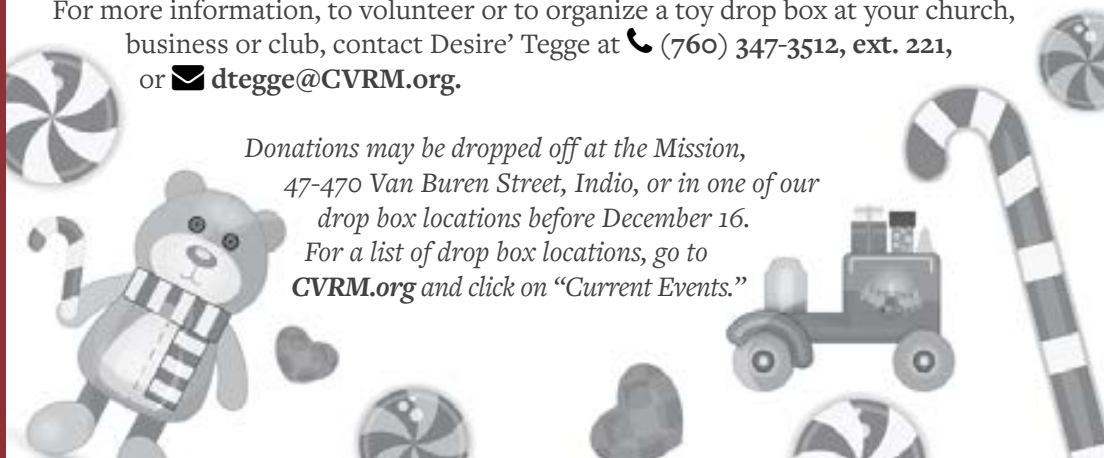 For more information, to volunteer or to organize a toy drop box at your church,
business or club, contact Desire’ Tegge at (760) 347-3512, ext. 221,
or dtegge@CVRM.org.
Donations may be dropped off at the Mission,
47-470 Van Buren Street, Indio, or in one of our
drop box locations before December 16.
For a list of drop box locations, go to
CVRM.org and click on “Current Events.”